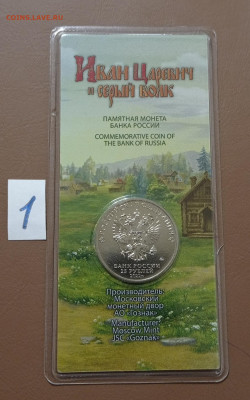 COINS.LAVE.RU
Иван Царевич
и серый волк
ПАМЯТНАЯ МОНЕТА
БАНКА РОССИИ
COMMEMORATIVE COIN OF
THE BANK OF RUSSIA
1
БАНК РОССИИ
25 РУБЛЕЙ
Производитель:
Московский
монетный двор
АО «Гознак»
Manufacturer:
Moscow Mint
JSC «Goznak»